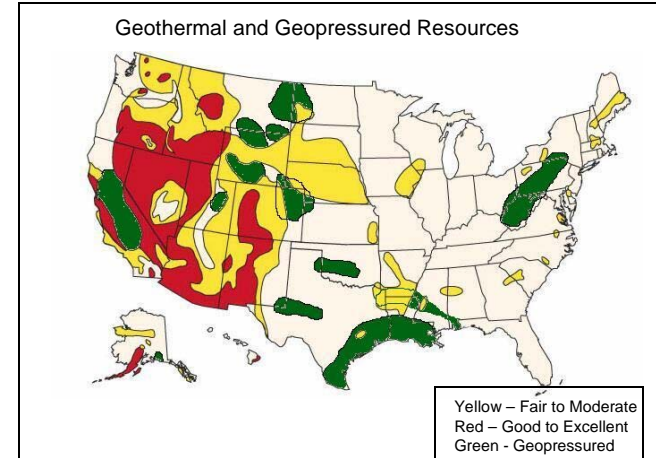 Geothermal and Geopressured Resources
Yellow – Fair to Moderate
Red – Good to Excellent
Green - Geopressured